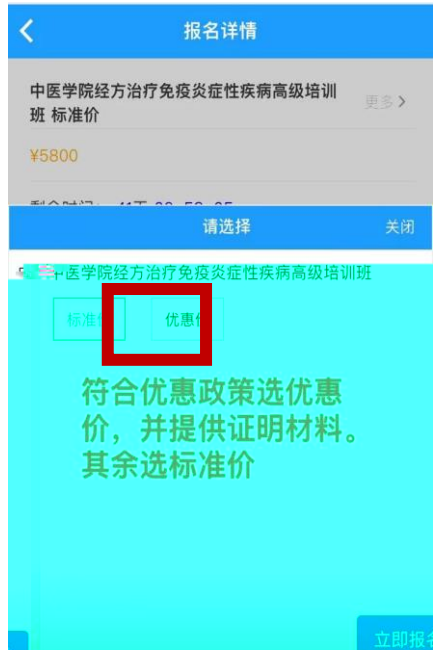 报名详情
中医学院经方治疗免疫炎症性疾病高级培训
班 标准价
更多
¥5800
请选择
关闭
中医学院经方治疗免疫炎症性疾病高级培训班
标准
优惠
符合优惠政策选优惠
价，并提供证明材料。
其余选标准价
立即报名